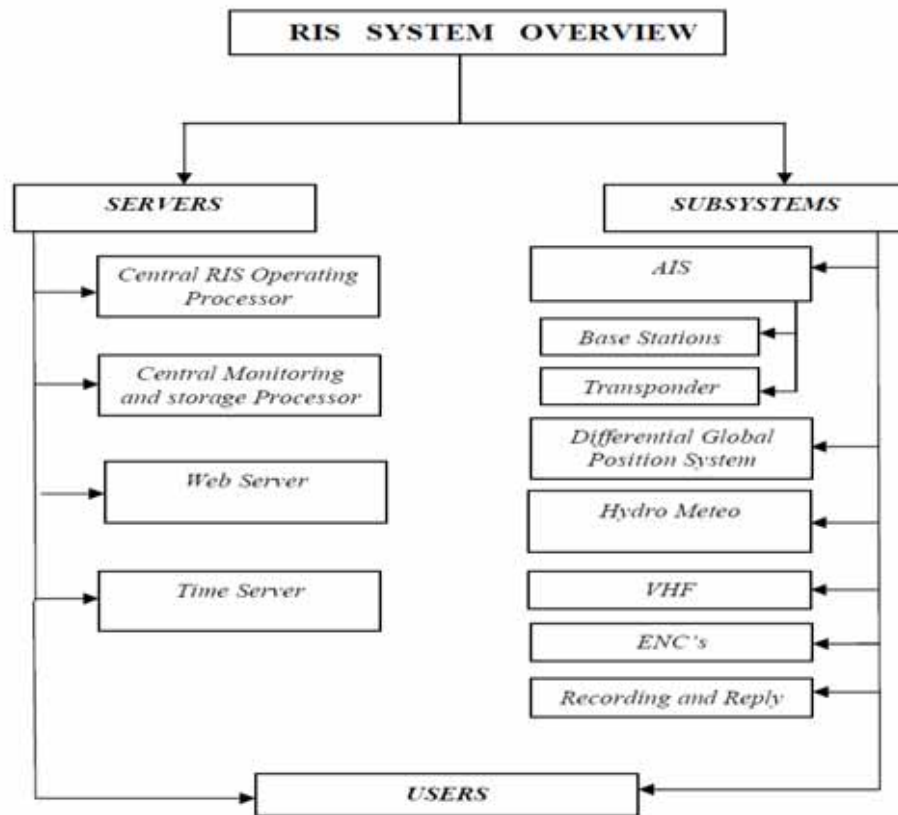 RIS SYSTEM OVERVIEW
SERVERS
Central RIS Operating
Processor
Central Monitoring
and storage Processor
Web Server
Time Server
SUBSYSTEMS
AIS
Base Stations
Transponder
Differential Global
Position System
Hydro Meteo
VHF
ENC's
Recording and Reply
USERS